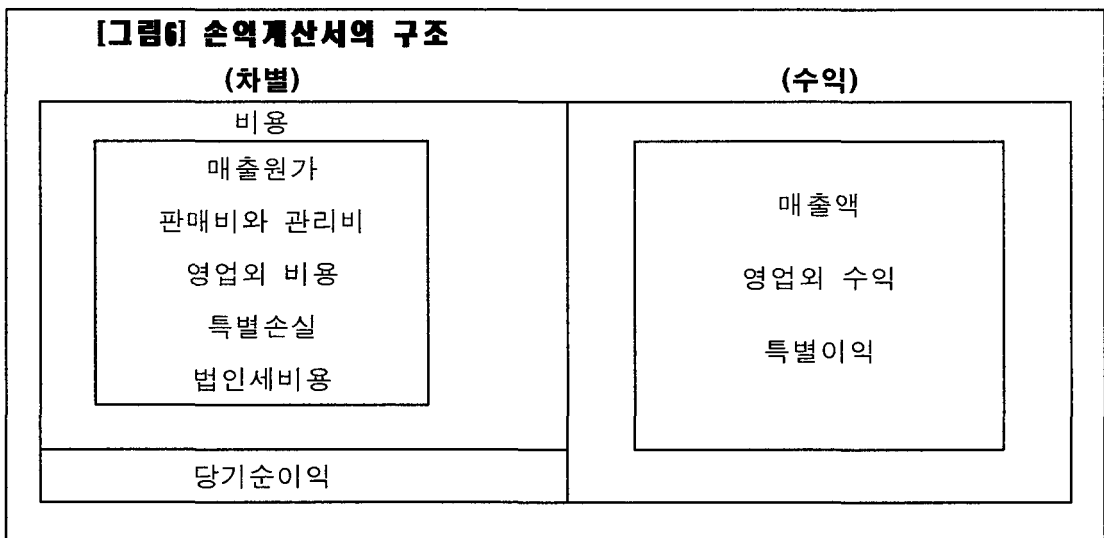 [그림6] 손익계산서의 구조
(차별) (수익)
비용
매출원가
판매비와 관리비
영업외 비용
특별손실
법인세비용
당기순이익
매출액
영업외 수익
특별이익